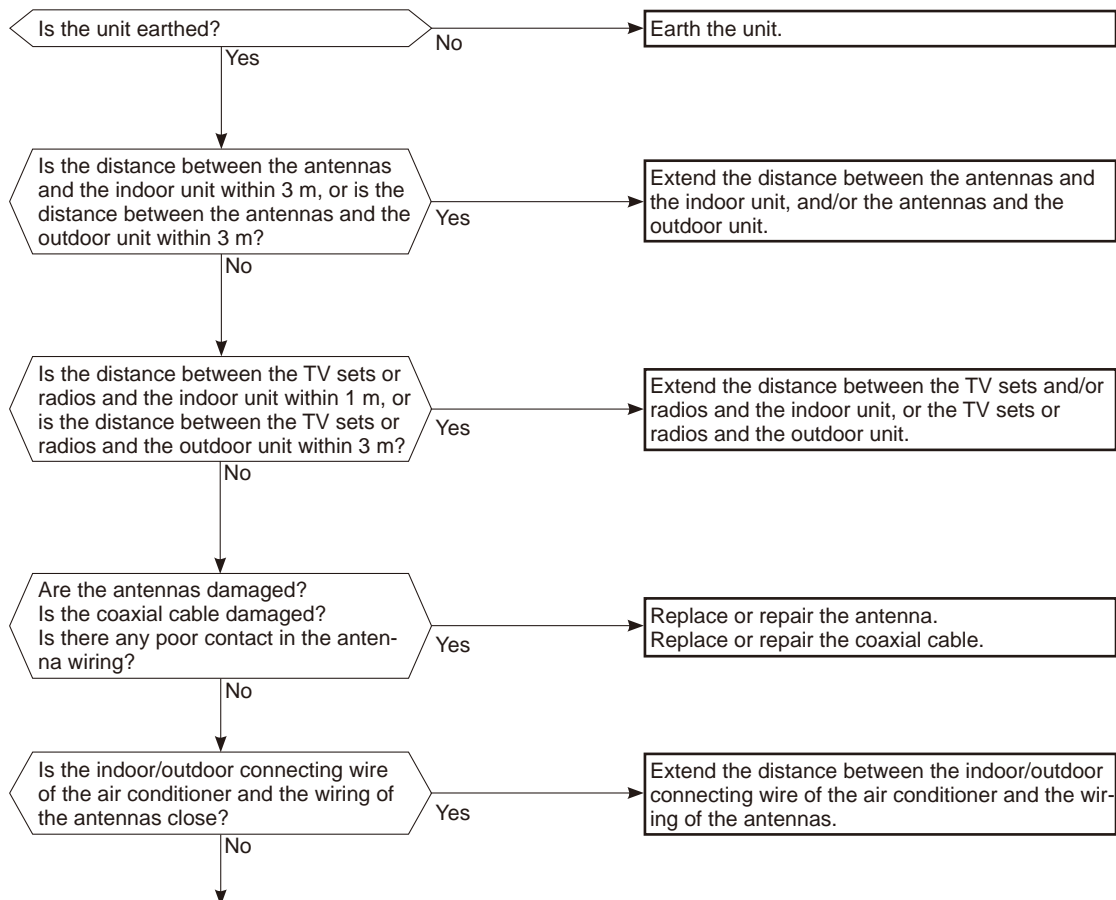 Is the unit earthed?
No
Earth the unit.
Yes
Is the distance between the antennas
and the indoor unit within 3 m, or is the
distance between the antennas and the
outdoor unit within 3 m?
Yes
Extend the distance between the antennas and
the indoor unit, and/or the antennas and the
outdoor unit.
No
Is the distance between the TV sets or
radios and the indoor unit within 1 m, or
is the distance between the TV sets or
radios and the outdoor unit within 3 m?
Yes
Extend the distance between the TV sets and/or
radios and the indoor unit, or the TV sets or
radios and the outdoor unit.
No
Are the antennas damaged?
Is the coaxial cable damaged?
Is there any poor contact in the anten-
na wiring?
Yes
Replace or repair the antenna.
Replace or repair the coaxial cable.
No
Is the indoor/outdoor connecting wire
of the air conditioner and the wiring of
the antennas close?
Yes
Extend the distance between the indoor/outdoor
connecting wire of the air conditioner and the wir-
ing of the antennas.
No